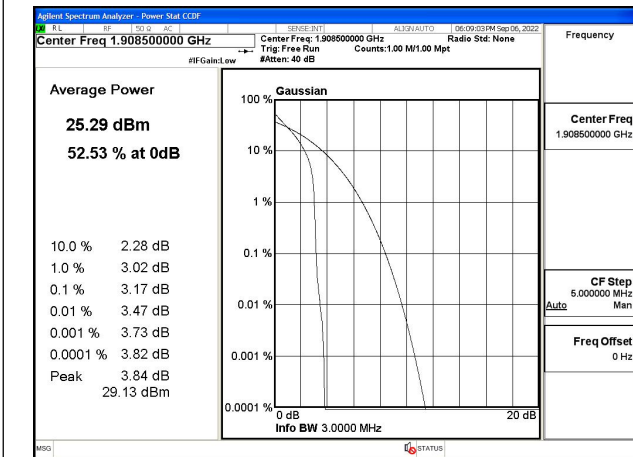 Agilent Spectrum Analyzer - Power Stat CCDF
RL RF 50 Ω AC SENSE:INT ALIGN AUTO 06:09:03 PM Sep 06, 2022
Center Freq 1.908500000 GHz
Center Freq: 1.908500000 GHz Radio Std: None
Trig: Free Run Counts:1.00 M/1.00 Mpt
#IFGain:Low #Atten: 40 dB
Frequency
Average Power
25.29 dBm
52.53 % at 0dB
10.0 % 2.28 dB
1.0 % 3.02 dB
0.1 % 3.17 dB
0.01 % 3.47 dB
0.001 % 3.73 dB
0.0001 % 3.82 dB
Peak 3.84 dB
29.13 dBm
Gaussian
100 %
10 %
1 %
0.1 %
0.01 %
0.001 %
0.0001 %
0 dB 20 dB
Info BW 3.0000 MHz
Center Freq
1.908500000 GHz
CF Step
5.000000 MHz
Auto Man
Freq Offset
0 Hz
MSG STATUS